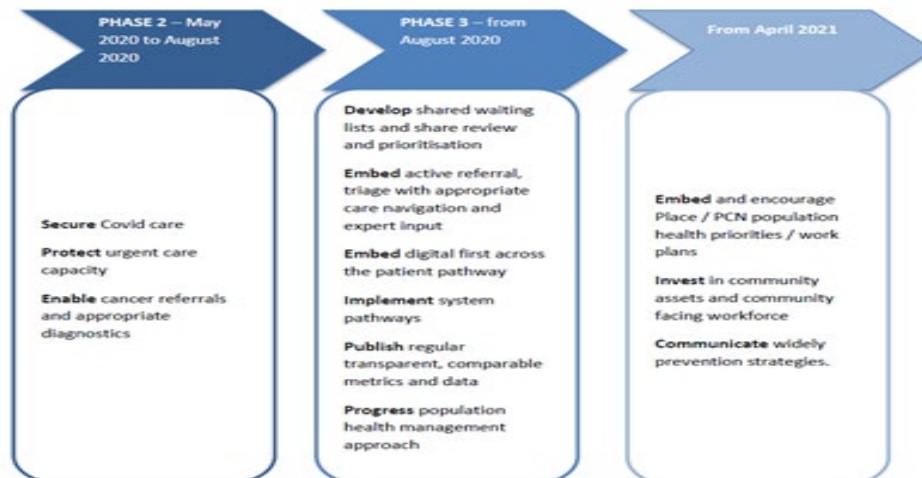 PHASE 2 – May
2020 to August
2020
Secure Covid care
Protect urgent care
capacity
Enable cancer referrals
and appropriate
diagnostics
PHASE 3 – from
August 2020
Develop shared waiting
lists and share review
and prioritisation
Embed active referral,
triage with appropriate
care navigation and
expert input
Embed digital first across
the patient pathway
Implement system
pathways
Publish regular
transparent, comparable
metrics and data
Progress population
health management
approach
From April 2021
Embed and encourage
Place / PCN population
health priorities / work
plans
Invest in community
assets and community
facing workforce
Communicate widely
prevention strategies.